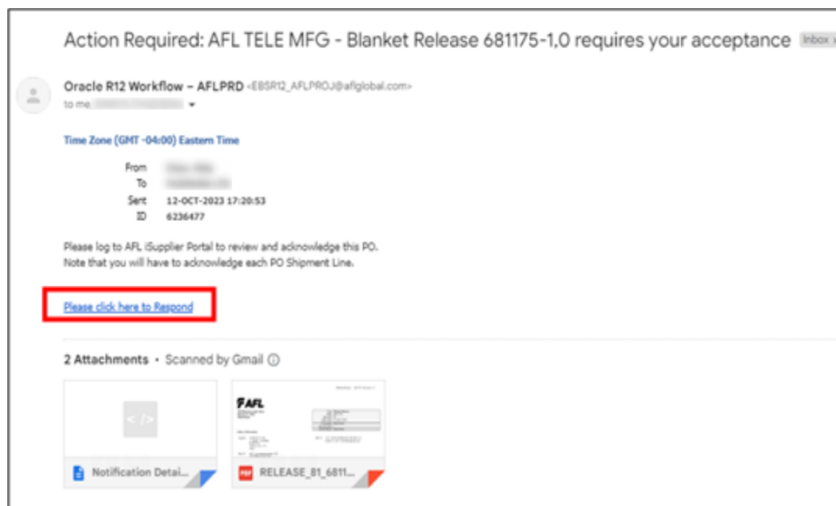 Action Required: AFL TELE MFG - Blanket Release 681175-1,0 requires your acceptance Inbox x
Oracle R12 Workflow – AFLPRD <EBSR12_AFLPROJ@aflglobal.com>
to me,
Time Zone (GMT -04:00) Eastern Time
From
To
Sent 12-OCT-2023 17:20:53
ID 6236477
Please log to AFL iSupplier Portal to review and acknowledge this PO.
Note that you will have to acknowledge each PO Shipment Line.
Please click here to Respond
2 Attachments • Scanned by Gmail
AFL
Notification Detai...
PDF RELEASE_81_6811...